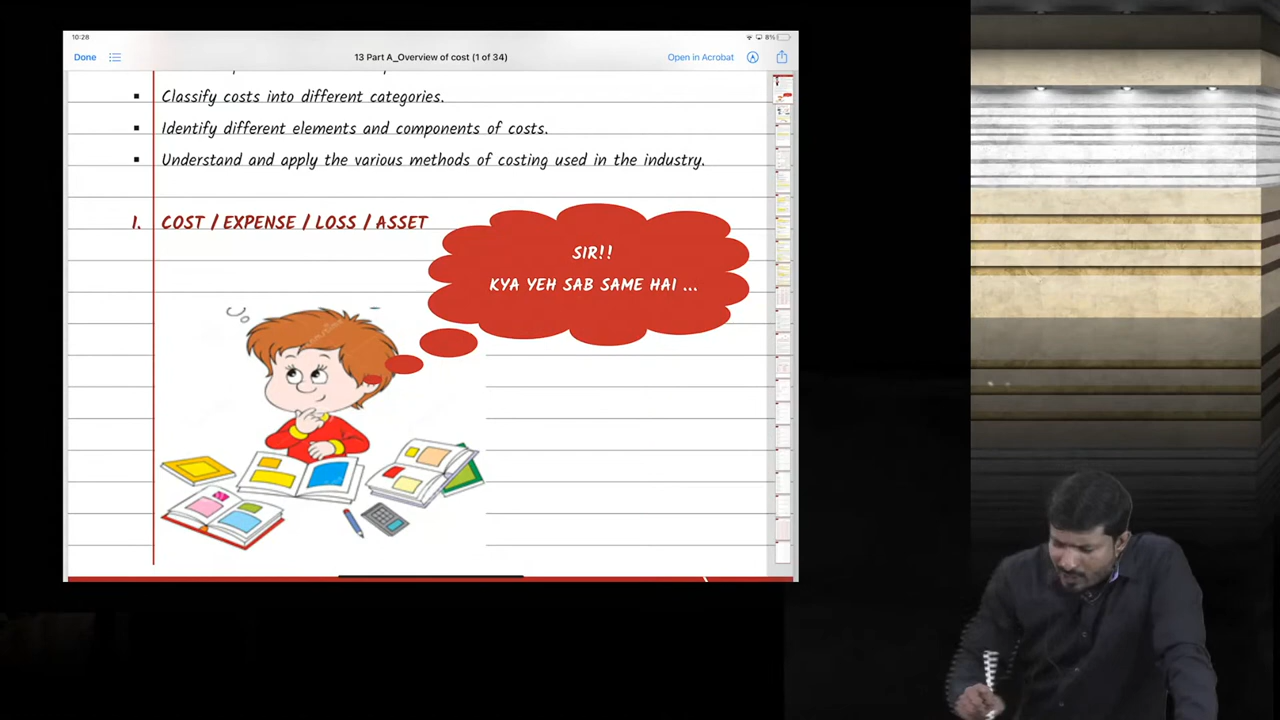 10:28
8%
Done
13 Part A_Overview of cost (1 of 34)
Open in Acrobat
▪ Classify costs into different categories.
▪ Identify different elements and components of costs.
▪ Understand and apply the various methods of costing used in the industry.
1. COST / EXPENSE / LOSS / ASSET
SIR!!
KYA YEH SAB SAME HAI ...